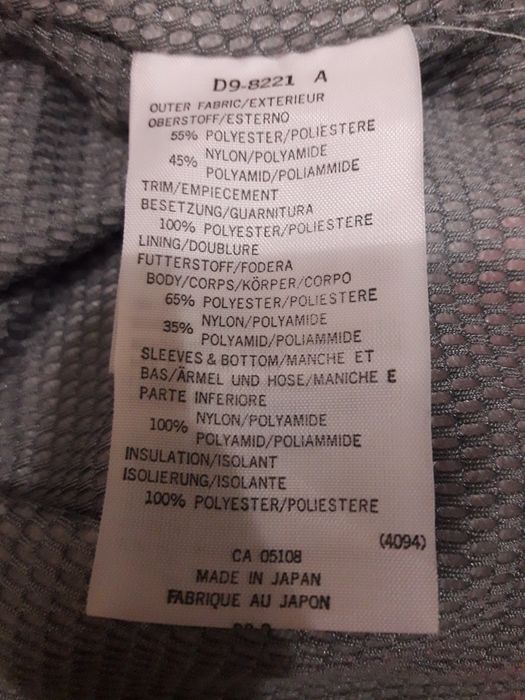 D9-8221 A
OUTER FABRIC/EXTERIEUR
OBERSTOFF/ESTERNO
55% POLYESTER/POLIESTERE
45% NYLON/POLYAMIDE
POLYAMID/POLIAMMIDE
TRIM/EMPIECEMENT
BESETZUNG/GUARNITURA
100% POLYESTER/POLIESTERE
LINING/DOUBLURE
FUTTERSTOFF/FODERA
BODY/CORPS/KÖRPER/CORPO
65% POLYESTER/POLIESTERE
35% NYLON/POLYAMIDE
POLYAMID/POLIAMMIDE
SLEEVES & BOTTOM/MANCHE ET
BAS/ÄRMEL UND HOSE/MANICHE E
PARTE INFERIORE
100% NYLON/POLYAMIDE
POLYAMID/POLIAMMIDE
INSULATION/ISOLANT
ISOLIERUNG/ISOLANTE
100% POLYESTER/POLIESTERE
(4094)
CA 05108
MADE IN JAPAN
FABRIQUE AU JAPON